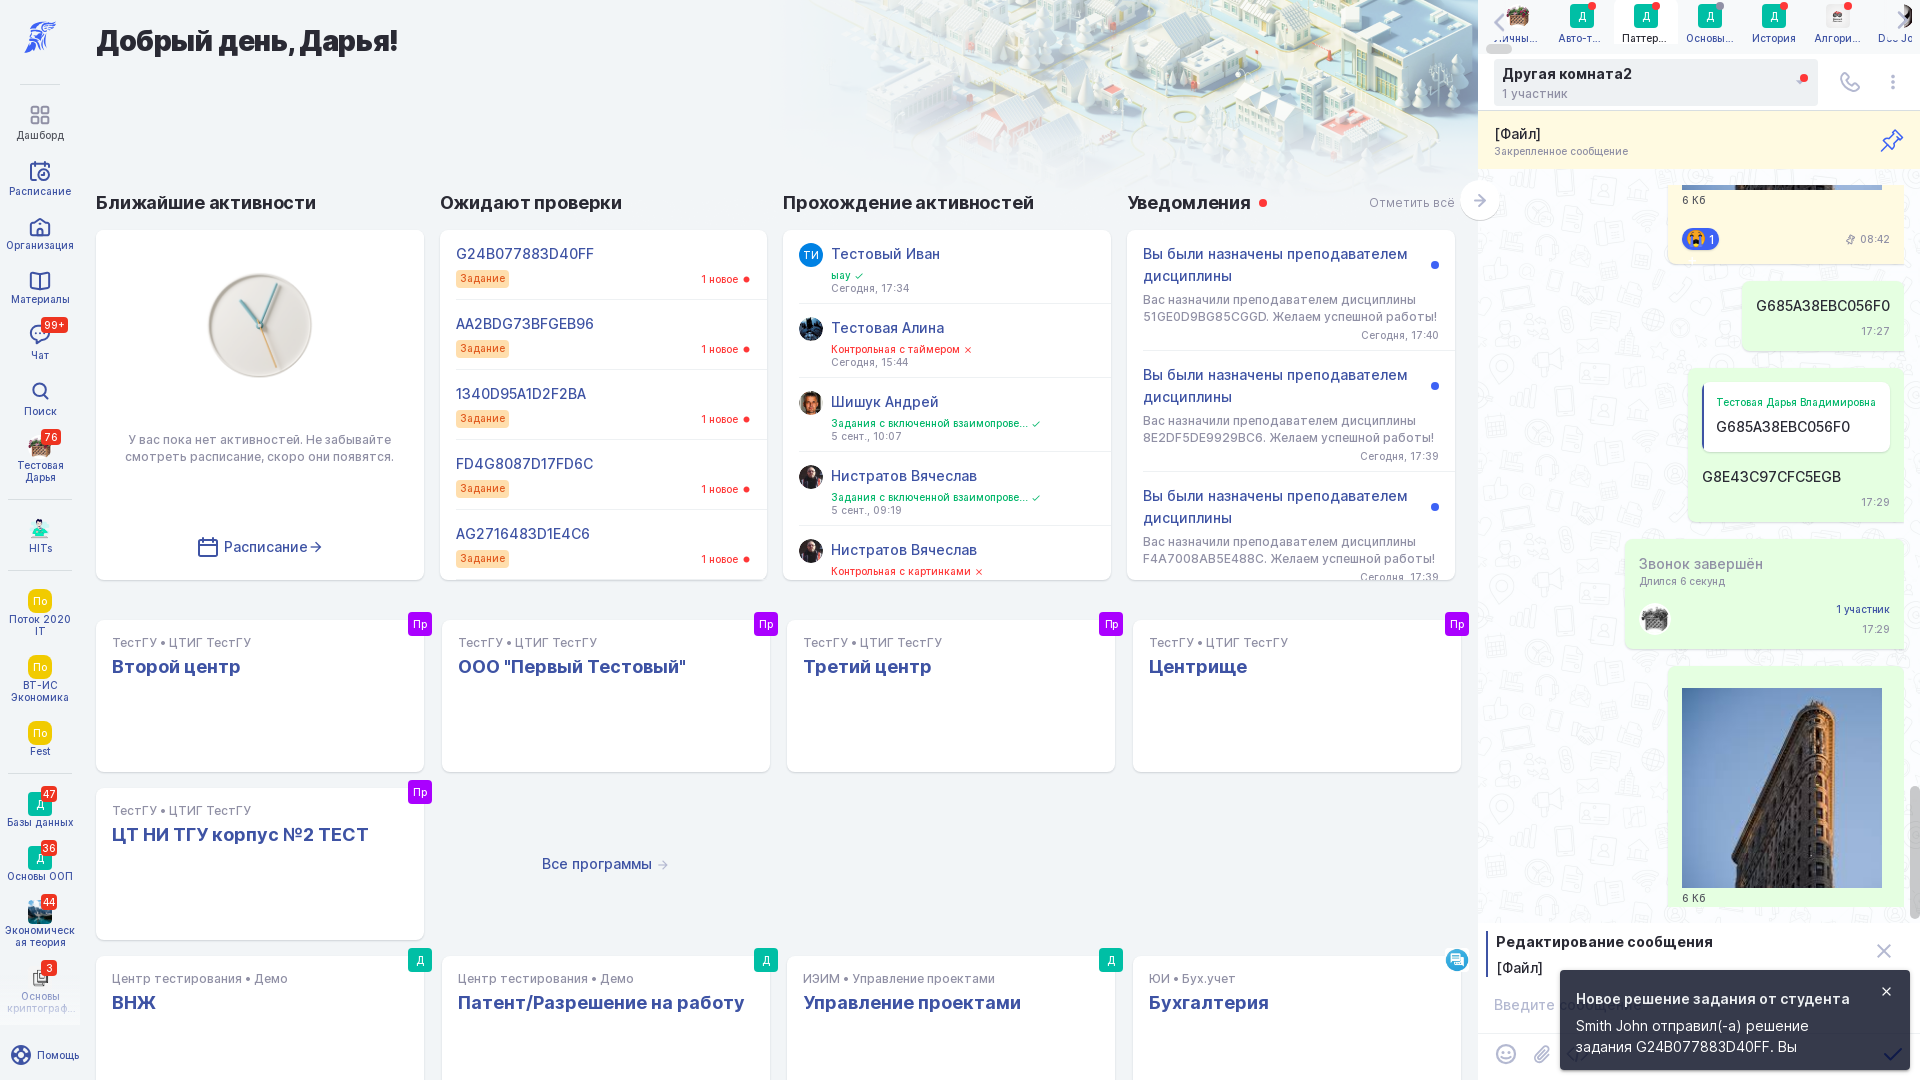 Добрый день, Дарья!
Дашборд
Расписание
Организация
Материалы
99+
Чат
Поиск
76
Тестовая
Дарья
HITs
По
Поток 2020
IT
По
ВТ-ИС
Экономика
По
Fest
47
Д
Базы данных
36
Д
Основы ООП
44
Экономичес
ая теория
3
Основы
криптограф...
Помощь
Ближайшие активности
У вас пока нет активностей. Не забывайте
смотреть расписание, скоро они появятся.
Расписание
Ожидают проверки
G24B077883D40FF
Задание
1 новое
AA2BDG73BFGEB96
Задание
1 новое
1340D95A1D2F2BA
Задание
1 новое
FD4G8087D17FD6C
Задание
1 новое
AG2716483D1E4C6
Задание
1 новое
Прохождение активностей
ТИ
Тестовый Иван
ыау
Сегодня, 17:34
Тестовая Алина
Контрольная с таймером
Сегодня, 15:44
Шишук Андрей
Задания с включенной взаимопрове...
5 сент., 10:07
Нистратов Вячеслав
Задания с включенной взаимопрове...
5 сент., 09:19
Нистратов Вячеслав
Контрольная с картинками
Уведомления
Отметить всё
Вы были назначены преподавателем
дисциплины
Вас назначили преподавателем дисциплины
51GE0D9BG85CGGD. Желаем успешной работы!
Сегодня, 17:40
Вы были назначены преподавателем
дисциплины
Вас назначили преподавателем дисциплины
8E2DF5DE9929BC6. Желаем успешной работы!
Сегодня, 17:39
Вы были назначены преподавателем
дисциплины
Вас назначили преподавателем дисциплины
F4A7008AB5E488C. Желаем успешной работы!
Сегодня, 17:39
Пр
ТестГУ • ЦТИГ ТестГУ
Второй центр
Пр
ТестГУ • ЦТИГ ТестГУ
ООО "Первый Тестовый"
Пр
ТестГУ • ЦТИГ ТестГУ
Третий центр
Пр
ТестГУ • ЦТИГ ТестГУ
Центрище
Пр
ТестГУ • ЦТИГ ТестГУ
ЦТ НИ ТГУ корпус №2 ТЕСТ
Все программы
Д
Центр тестирования • Демо
ВНЖ
Д
Центр тестирования • Демо
Патент/Разрешение на работу
Д
ИЭИМ • Управление проектами
Управление проектами
ЮИ • Бух.учет
Бухгалтерия
Личны...
Д
Авто-т...
Д
Паттер...
Д
Основы...
Д
История
Алгори...
Другая комната2
1 участник
[Файл]
Закрепленное сообщение
6 Кб
1
08:42
G685A38EBC056F0
17:27
Тестовая Дарья Владимировна
G685A38EBC056F0
G8E43C97CFC5EGB
17:29
Звонок завершён
Длился 6 секунд
1 участник
17:29
6 Кб
Редактирование сообщения
[Файл]
Введите сообщение
Новое решение задания от студента
Smith John отправил(-а) решение
задания G24B077883D40FF. Вы